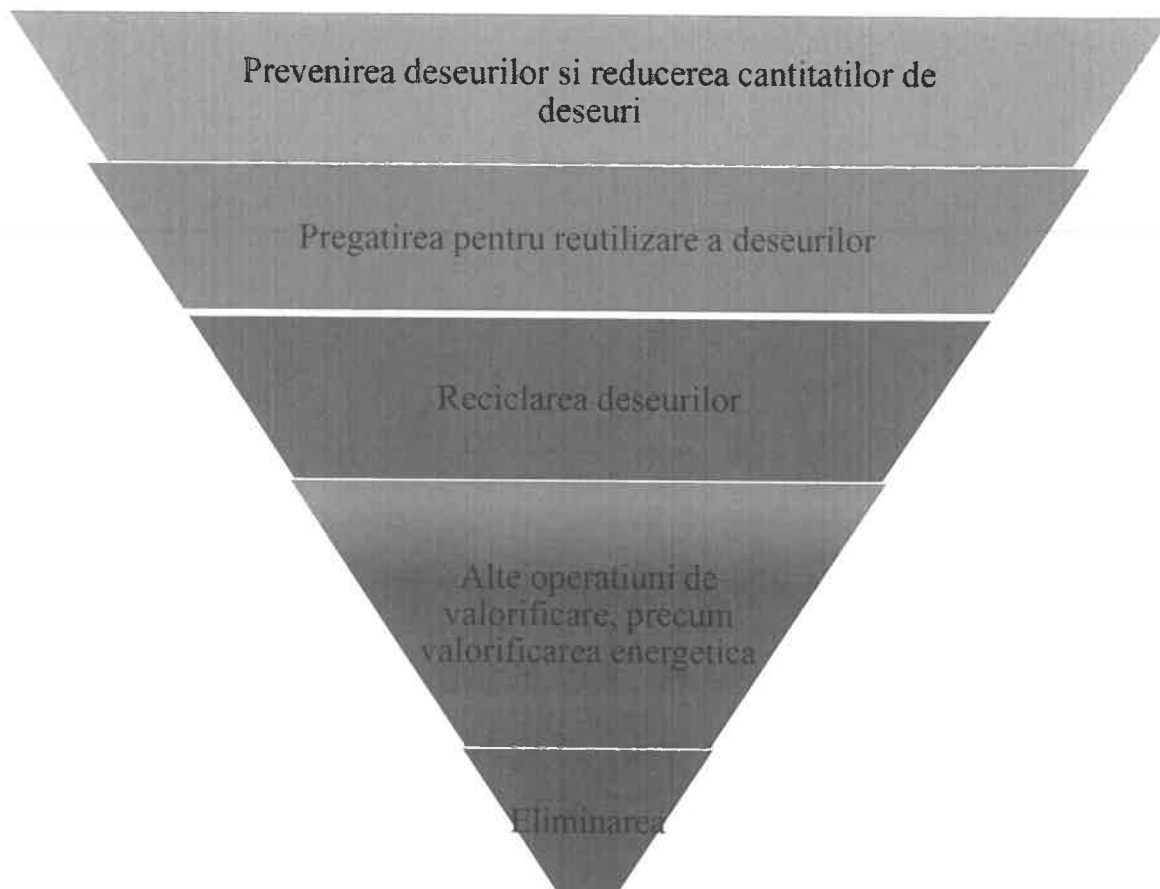 Prevenirea deseurilor si reducerea cantitatilor de
deseuri
Pregatirea pentru reutilizare a deseurilor
Reciclarea deseurilor
Alte operatiuni de
valorificare, precum
valorificarea energetica
Eliminarea